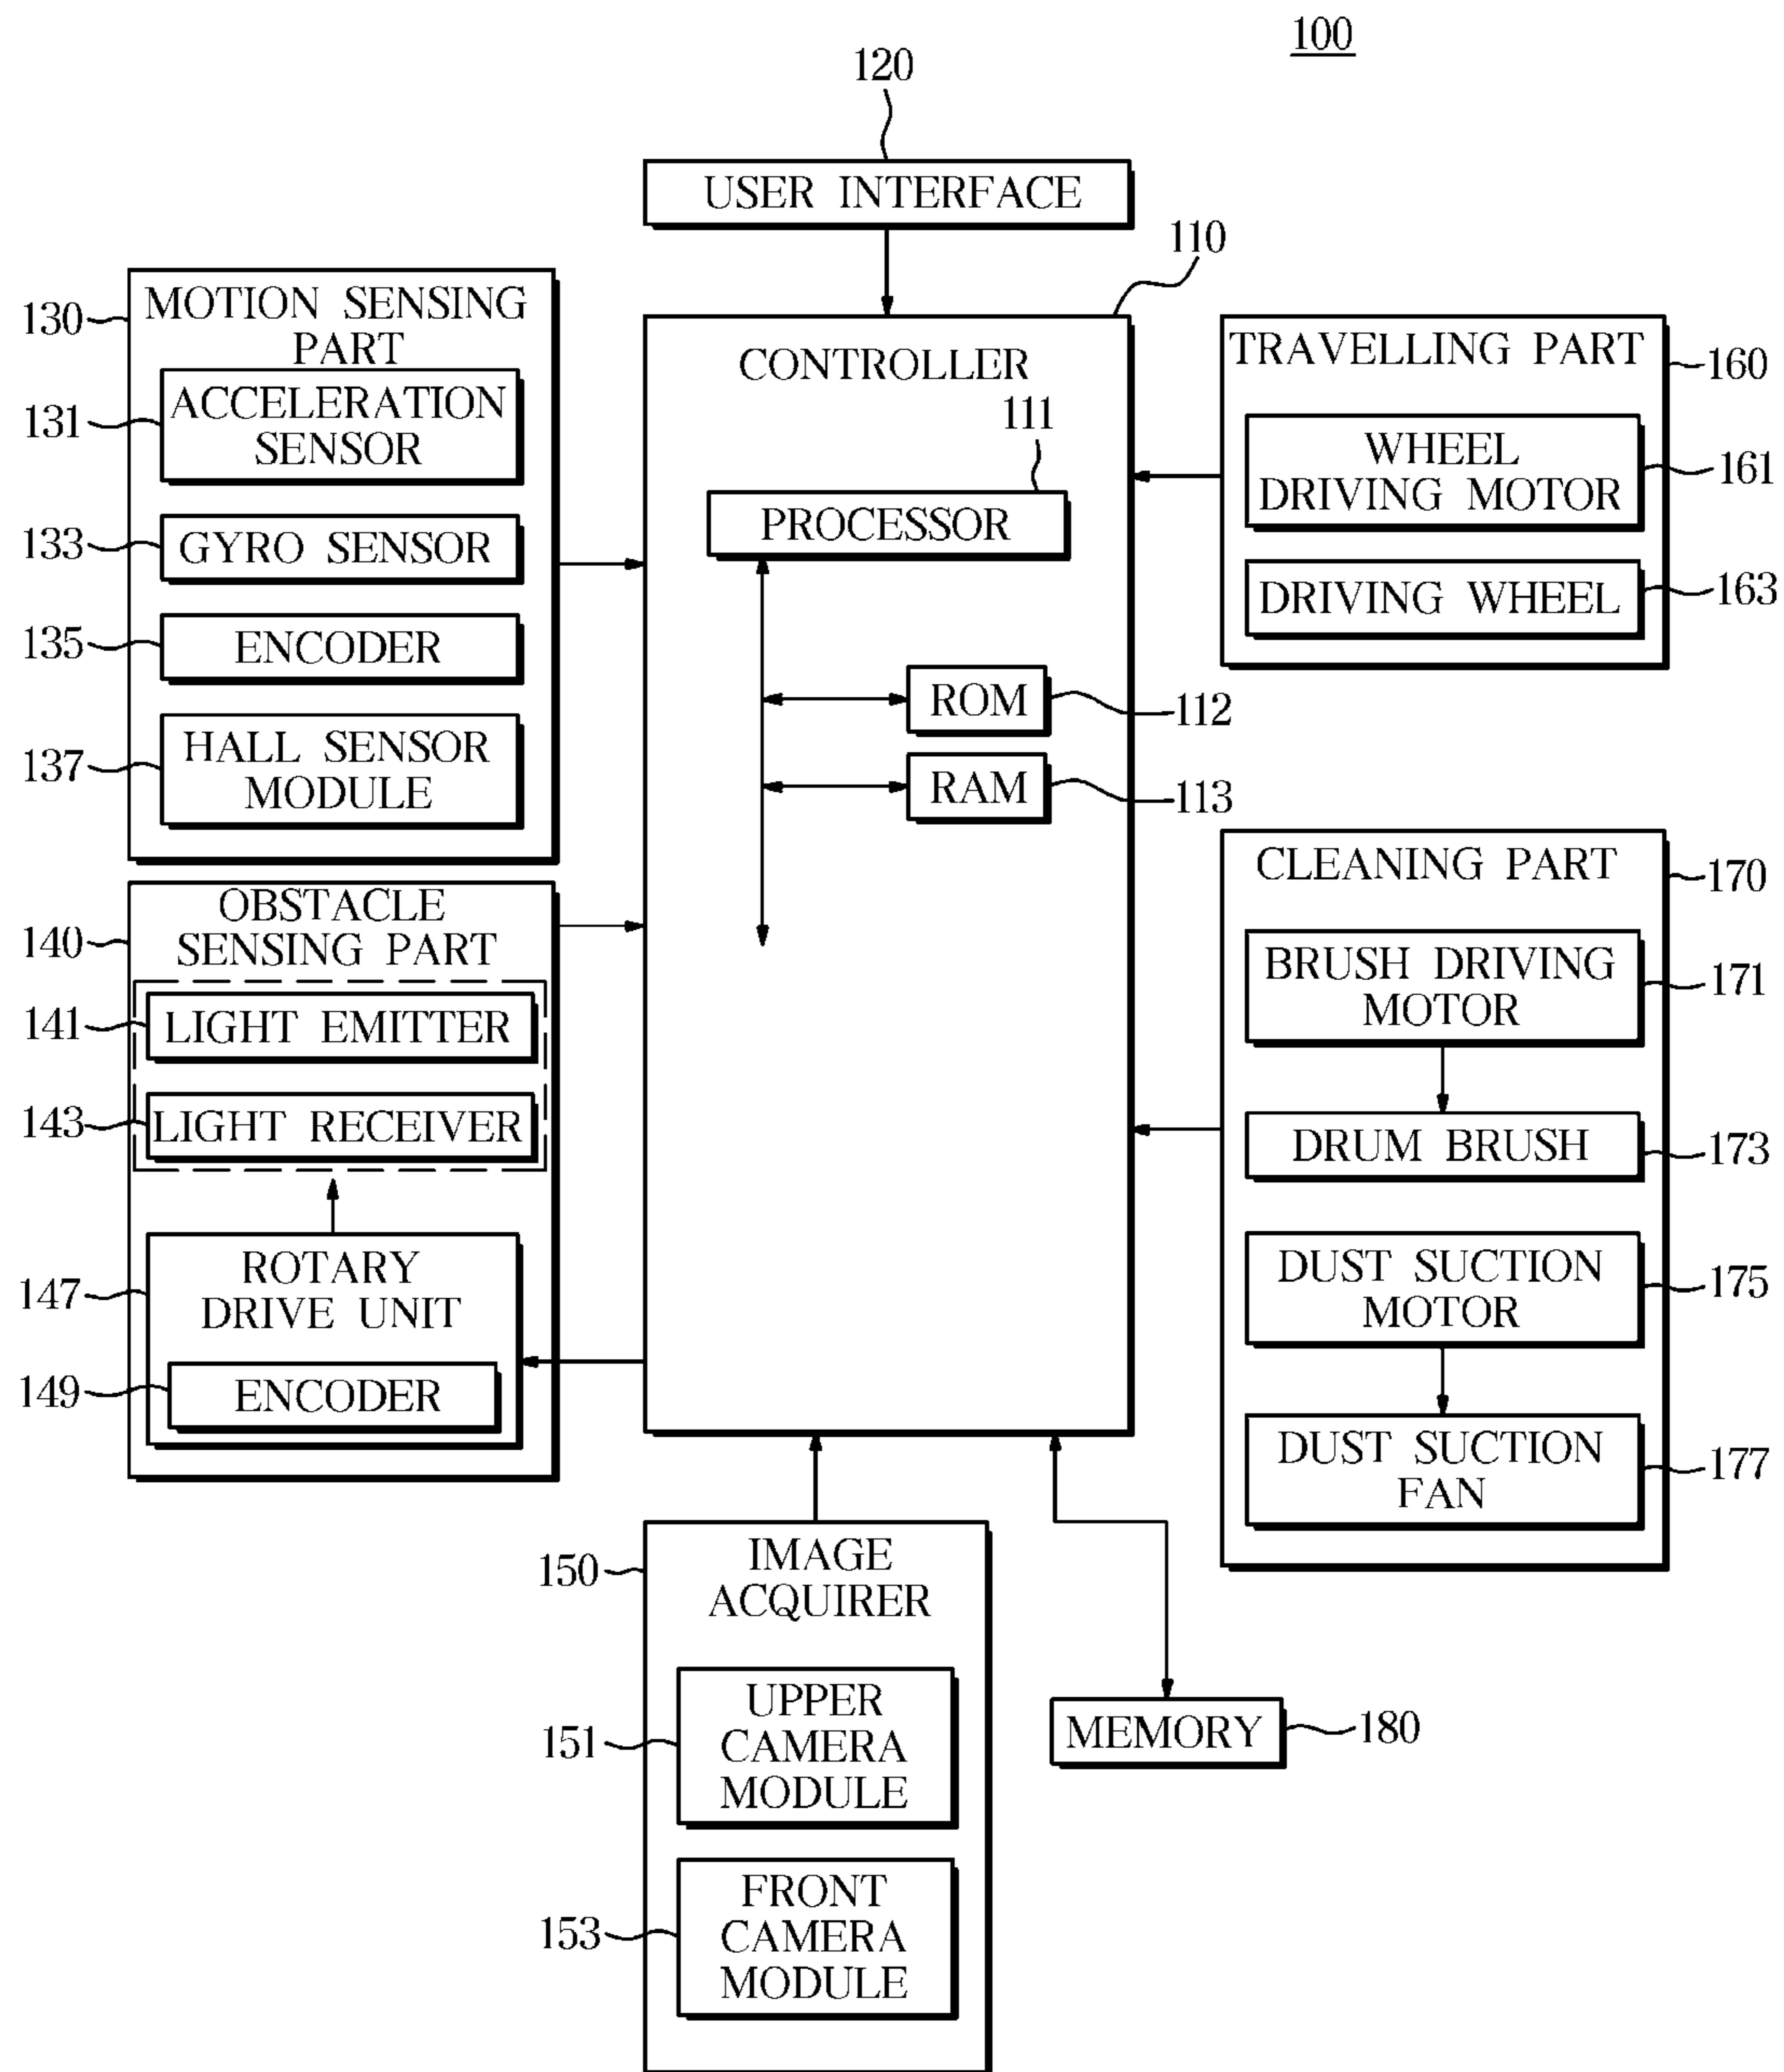 100
120
USER INTERFACE
110
130
MOTION SENSING
PART
131
ACCELERATION
SENSOR
133
GYRO SENSOR
135
ENCODER
137
HALL SENSOR
MODULE
140
OBSTACLE
SENSING PART
141
LIGHT EMITTER
143
LIGHT RECEIVER
147
ROTARY
DRIVE UNIT
149
ENCODER
CONTROLLER
111
PROCESSOR
ROM
112
RAM
113
TRAVELLING PART
160
WHEEL
DRIVING MOTOR
161
DRIVING WHEEL
163
CLEANING PART
170
BRUSH DRIVING
MOTOR
171
DRUM BRUSH
173
DUST SUCTION
MOTOR
175
DUST SUCTION
FAN
177
150
IMAGE
ACQUIRER
151
UPPER
CAMERA
MODULE
153
FRONT
CAMERA
MODULE
MEMORY
180